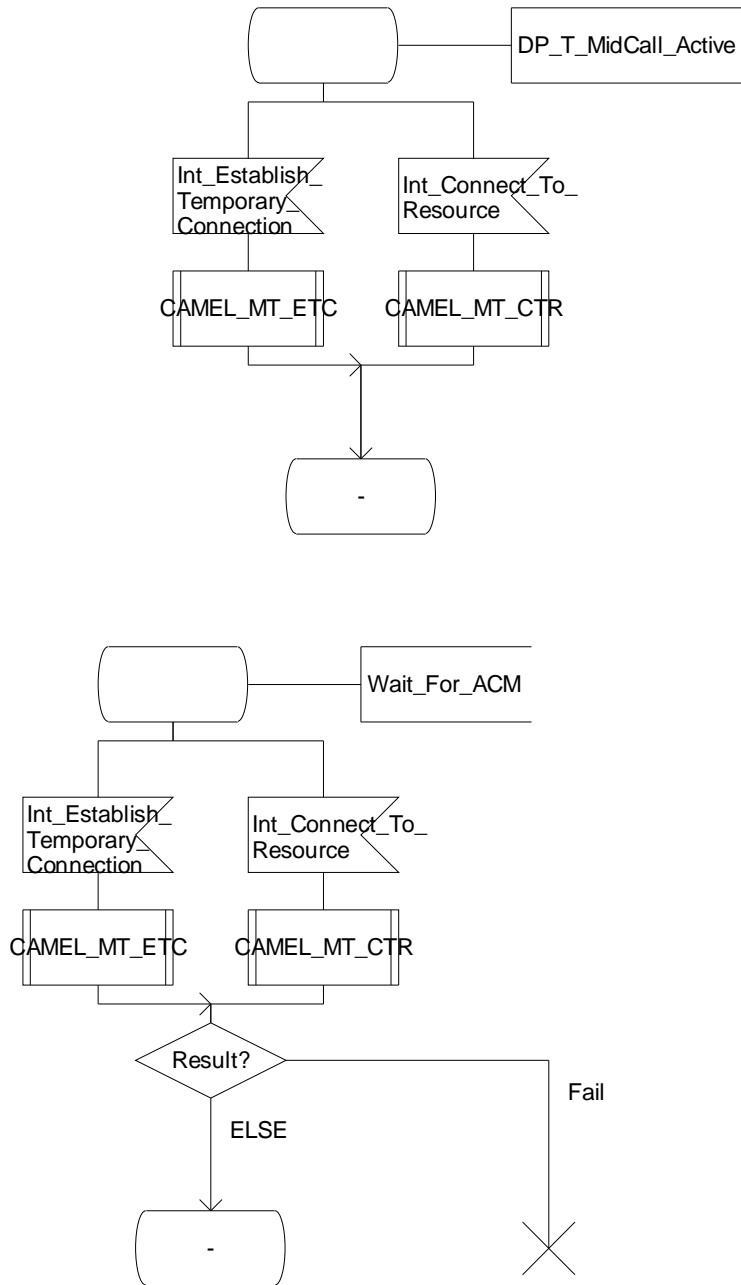 DP_T_MidCall_Active
Int_Establish_
Temporary_
Connection
Int_Connect_To_
Resource
CAMEL_MT_ETC
CAMEL_MT_CTR
-
Wait_For_ACM
Int_Establish_
Temporary_
Connection
Int_Connect_To_
Resource
CAMEL_MT_ETC
CAMEL_MT_CTR
Result?
Fail
ELSE
-